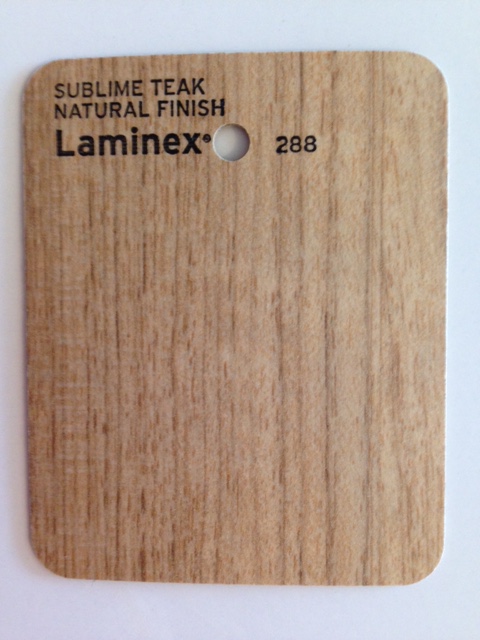 SUBLIME TEAK
NATURAL FINISH
Laminex® 288